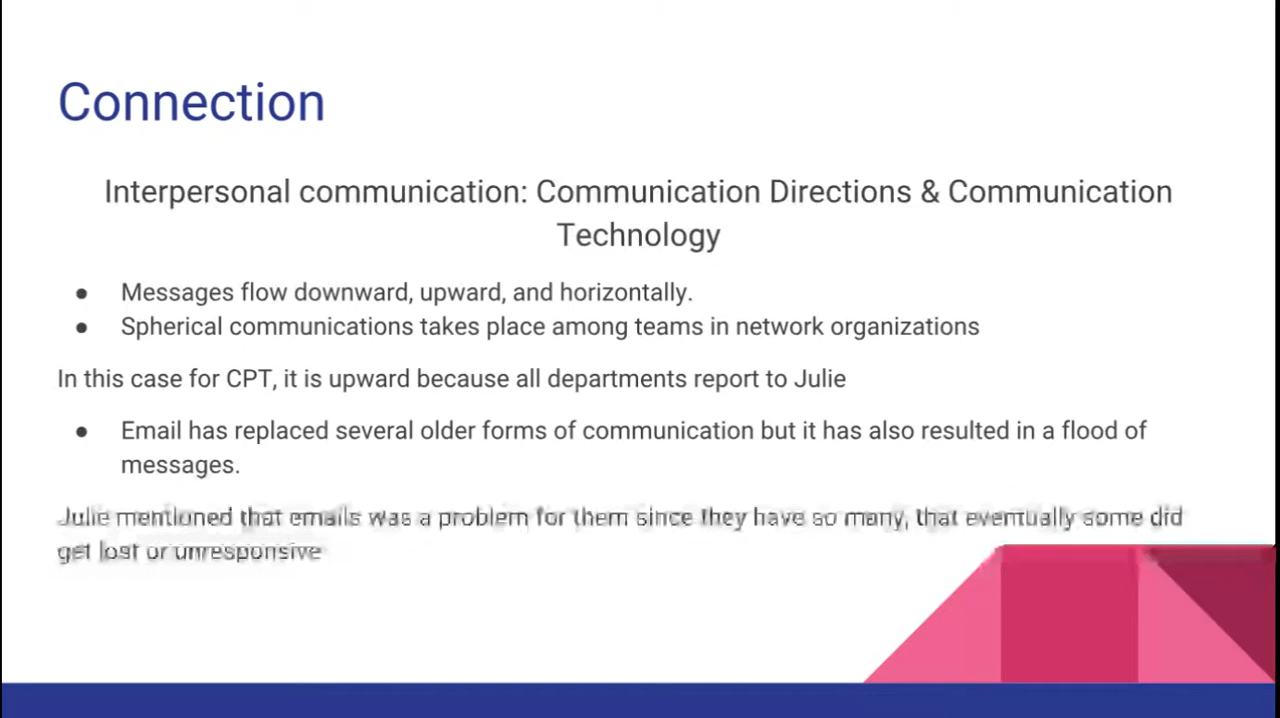 Connection
Interpersonal communication: Communication Directions & Communication
Technology
● Messages flow downward, upward, and horizontally.
● Spherical communications takes place among teams in network organizations
In this case for CPT, it is upward because all departments report to Julie
● Email has replaced several older forms of communication but it has also resulted in a flood of
messages.
Julie mentioned that emails was a problem for them since they have so many, that eventually some did
get lost or unresponsive